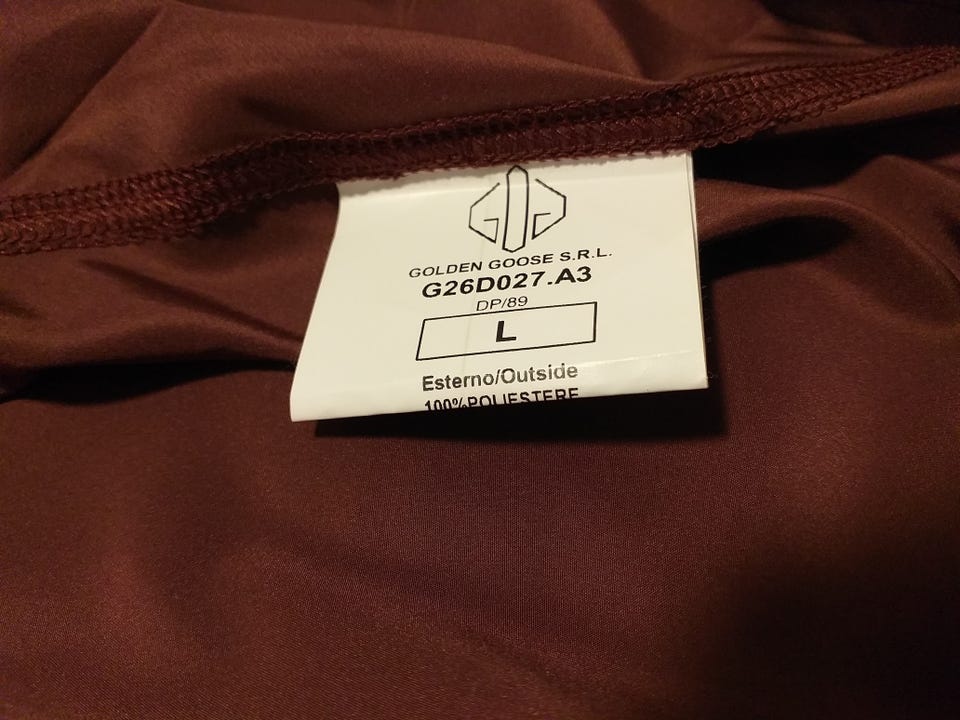 GOLDEN GOOSE S.R.L.
G26D027.A3
DP/89
L
Esterno/Outside
100%POLIESTERE